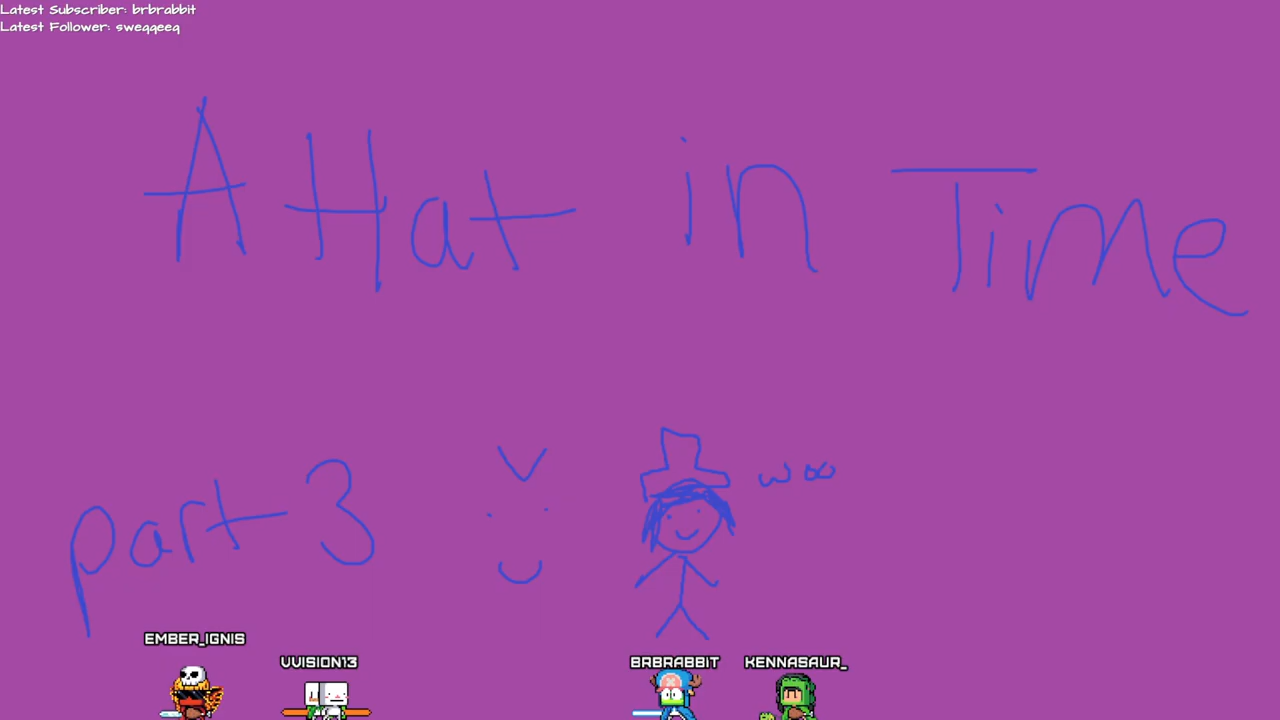 Latest Subscriber: brbrabbit
Latest Follower: sweqqeeq
A Hat in Time
part 3
woo
EMBER_IGNIS
VVISION13
BRBRABBIT
KENNASAUR_